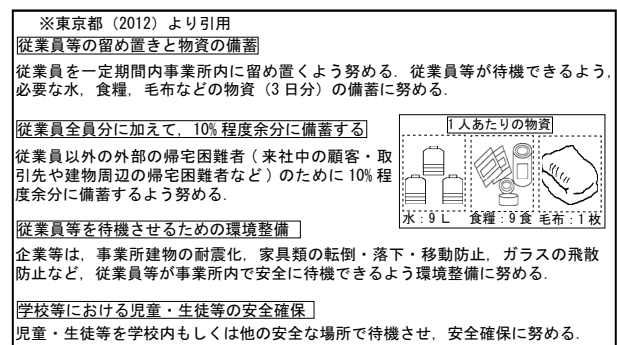 ※東京都（2012）より引用
従業員等の留め置きと物資の備蓄
従業員を一定期間内事業所内に留め置くよう努める．従業員等が待機できるよう，
必要な水，食糧，毛布などの物資（3日分）の備蓄に努める．
従業員全員分に加えて，10%程度余分に備蓄する
従業員以外の外部の帰宅困難者（来社中の顧客・取
引先や建物周辺の帰宅困難者など）のために10%程
度余分に備蓄するよう努める．
1人あたりの物資
水：9L 食糧：9食 毛布：1枚
従業員等を待機させるための環境整備
企業等は，事業所建物の耐震化，家具類の転倒・落下・移動防止，ガラスの飛散
防止など，従業員等が事業所内で安全に待機できるよう環境整備に努める．
学校等における児童・生徒等の安全確保
児童・生徒等を学校内もしくは他の安全な場所で待機させ，安全確保に努める．